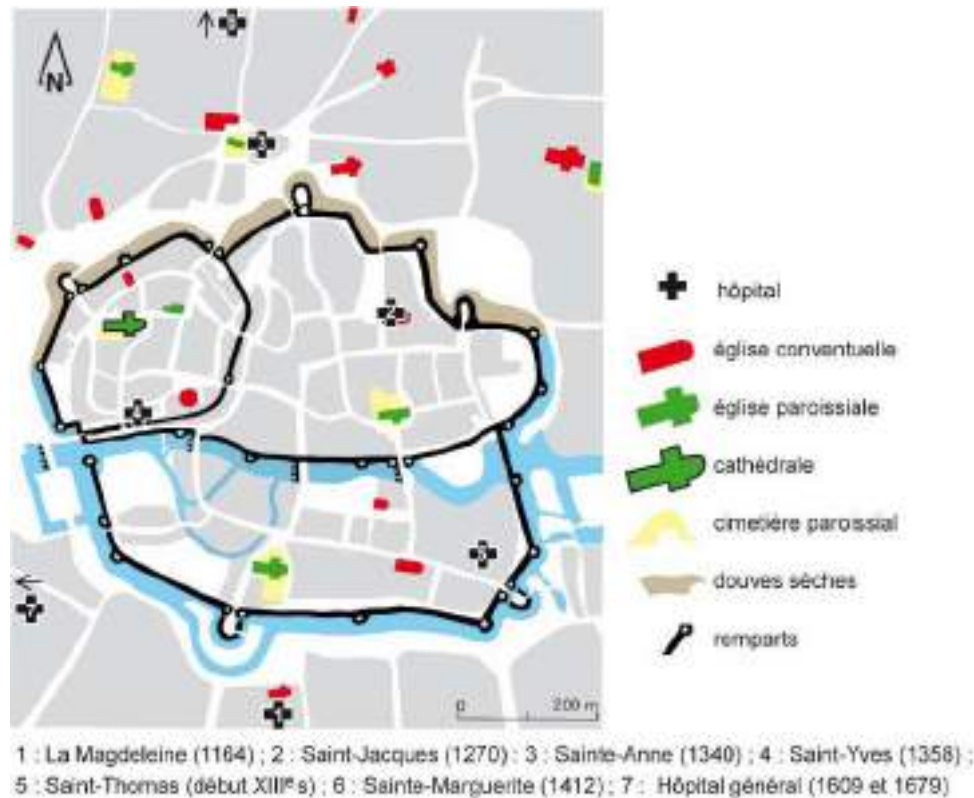 N
hôpital
église conventuelle
église paroissiale
cathédrale
cimetière paroissial
douves sèches
remparts
0 200 m
1 : La Magdeleine (1164) ; 2 : Saint-Jacques (1270) : 3 : Sainte-Anne (1340) ; 4 : Saint-Yves (1358) ;
5 : Saint-Thomas (début XIIIᵉ s) ; 6 : Sainte-Marguerite (1412) ; 7 : Hôpital général (1609 et 1679)